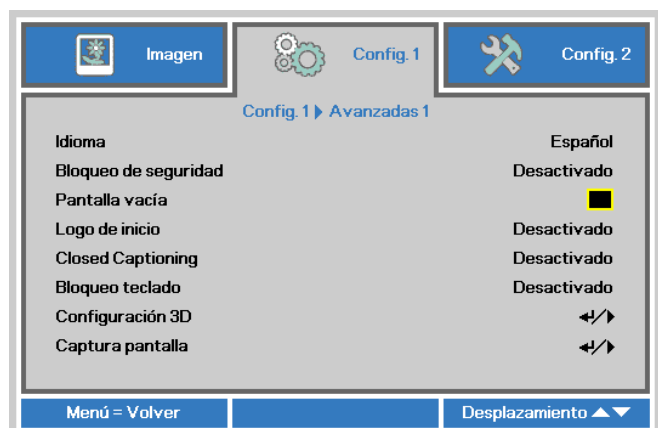 Imagen Config. 1 Config. 2
Config. 1 Avanzadas 1
Idioma Español
Bloqueo de seguridad Desactivado
Pantalla vacía
Logo de inicio Desactivado
Closed Captioning Desactivado
Bloqueo teclado Desactivado
Configuración 3D
Captura pantalla
Menú = Volver Desplazamiento